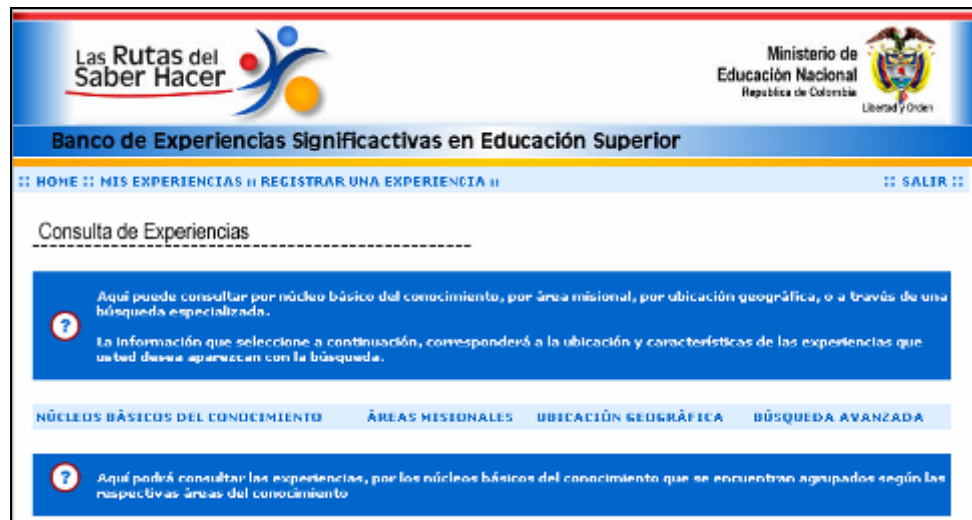 Las Rutas del
Saber Hacer
Ministerio de
Educación Nacional
República de Colombia
Libertad y Orden
Banco de Experiencias Significactivas en Educación Superior
:: HOME :: MIS EXPERIENCIAS :: REGISTRAR UNA EXPERIENCIA ::
:: SALIR ::
Consulta de Experiencias
Aquí puede consultar por núcleo básico del conocimiento, por área misional, por ubicación geográfica, o a través de una
búsqueda especializada.
La información que seleccione a continuación, corresponderá a la ubicación y características de las experiencias que
usted desea aparezcan con la búsqueda.
NÚCLEOS BÁSICOS DEL CONOCIMIENTO ÁREAS MISIONALES UBICACIÓN GEOGRÁFICA BÚSQUEDA AVANZADA
Aquí podrá consultar las experiencias, por los núcleos básicos del conocimiento que se encuentran agrupados según las
respectivas áreas del conocimiento